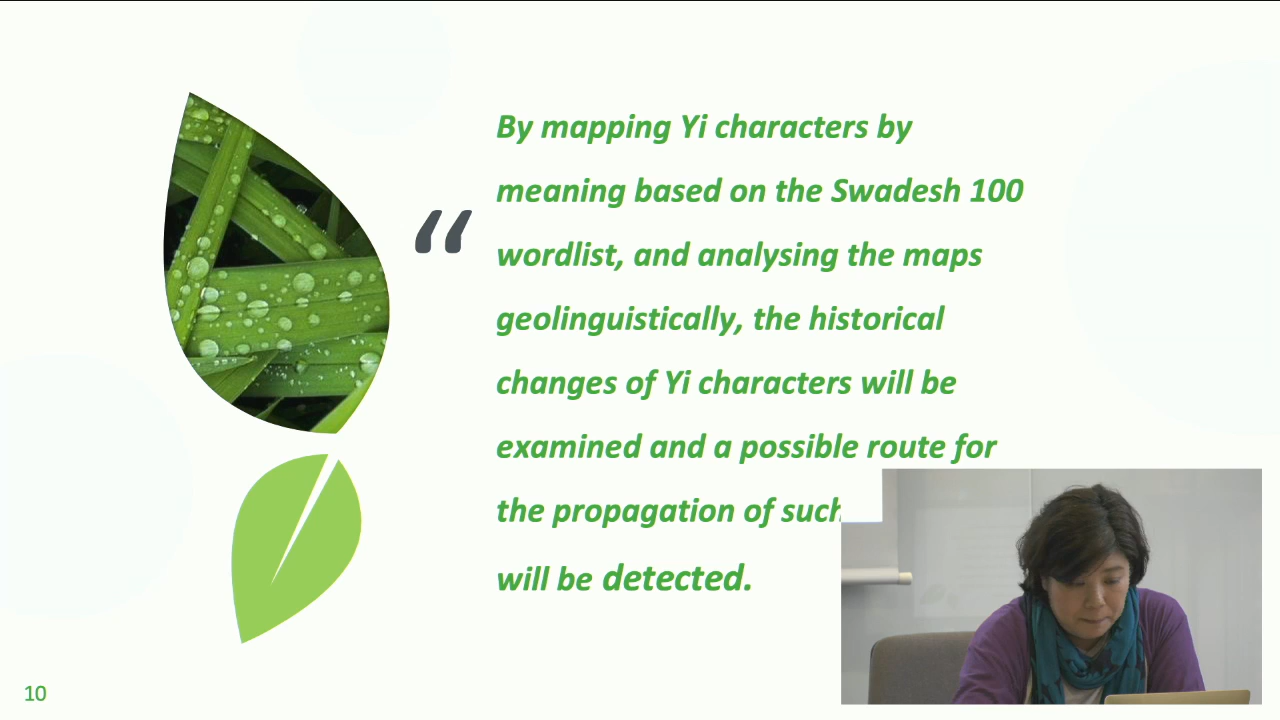 “
By mapping Yi characters by
meaning based on the Swadesh 100
wordlist, and analysing the maps
geolinguistically, the historical
changes of Yi characters will be
examined and a possible route for
the propagation of such
will be detected.
10